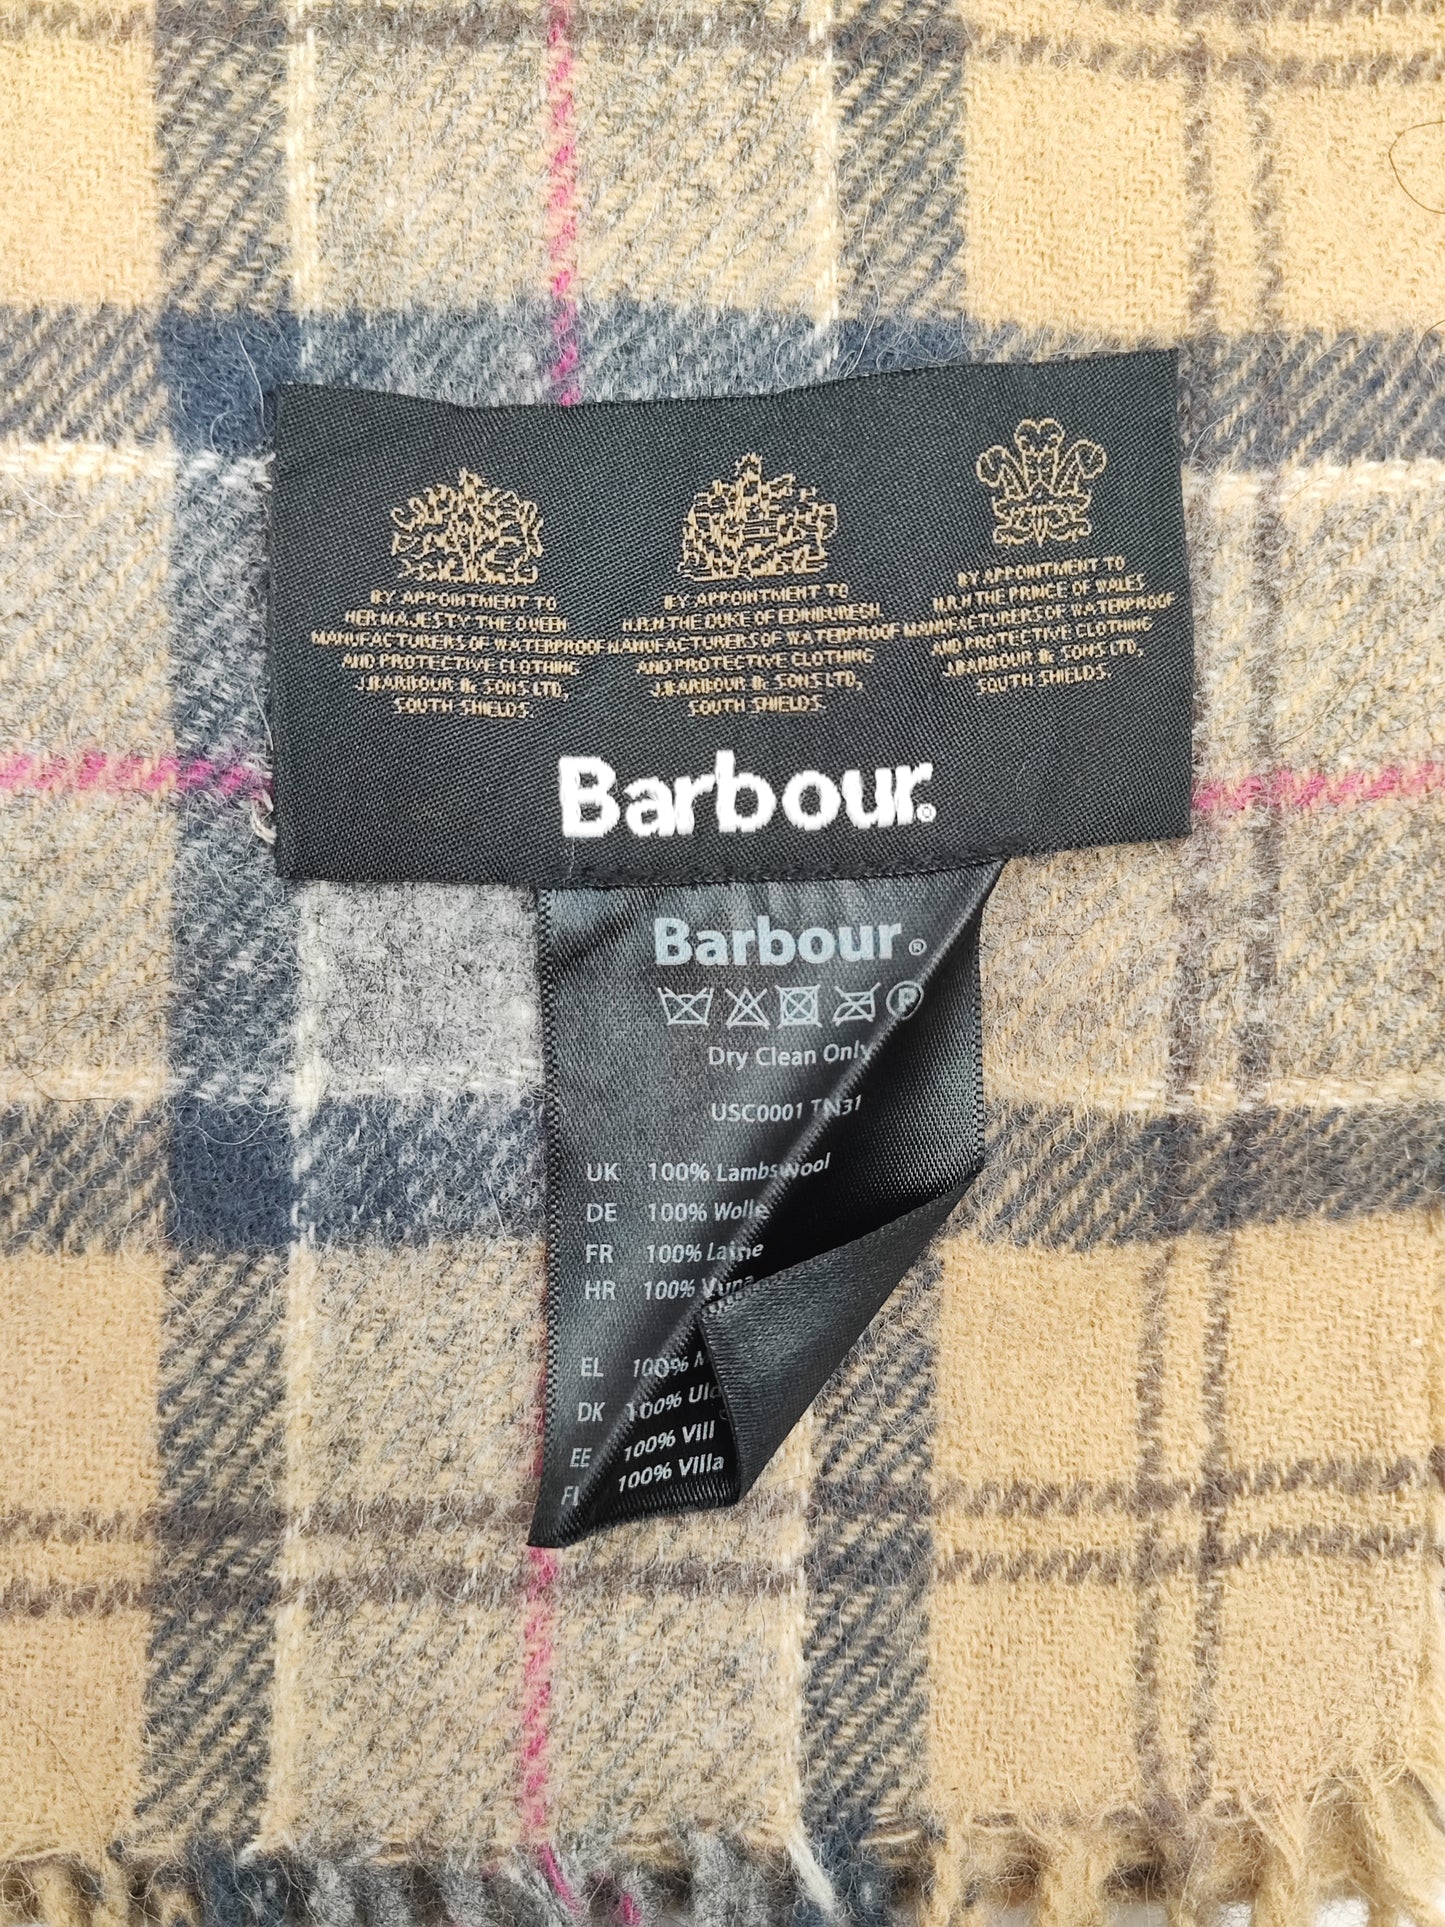 BY APPOINTMENT TO
HER MAJESTY THE QUEEN
MANUFACTURERS OF WATERPROOF
AND PROTECTIVE CLOTHING
J.BARBOUR & SONS LTD,
SOUTH SHIELDS.
BY APPOINTMENT TO
H.R.H THE DUKE OF EDINBURGH
MANUFACTURERS OF WATERPROOF
AND PROTECTIVE CLOTHING
J.BARBOUR & SONS LTD,
SOUTH SHIELDS.
BY APPOINTMENT TO
H.R.H THE PRINCE OF WALES
MANUFACTURERS OF WATERPROOF
AND PROTECTIVE CLOTHING
J.BARBOUR & SONS LTD,
SOUTH SHIELDS.
Barbour®
Barbour®
P
Dry Clean Only
USC0001 TN31
UK 100% Lambswool
DE 100% Wolle
FR 100% Laine
HR 100% Vuna
EL 100%
DK 100%
EE 100% Vill
FI 100% Villa